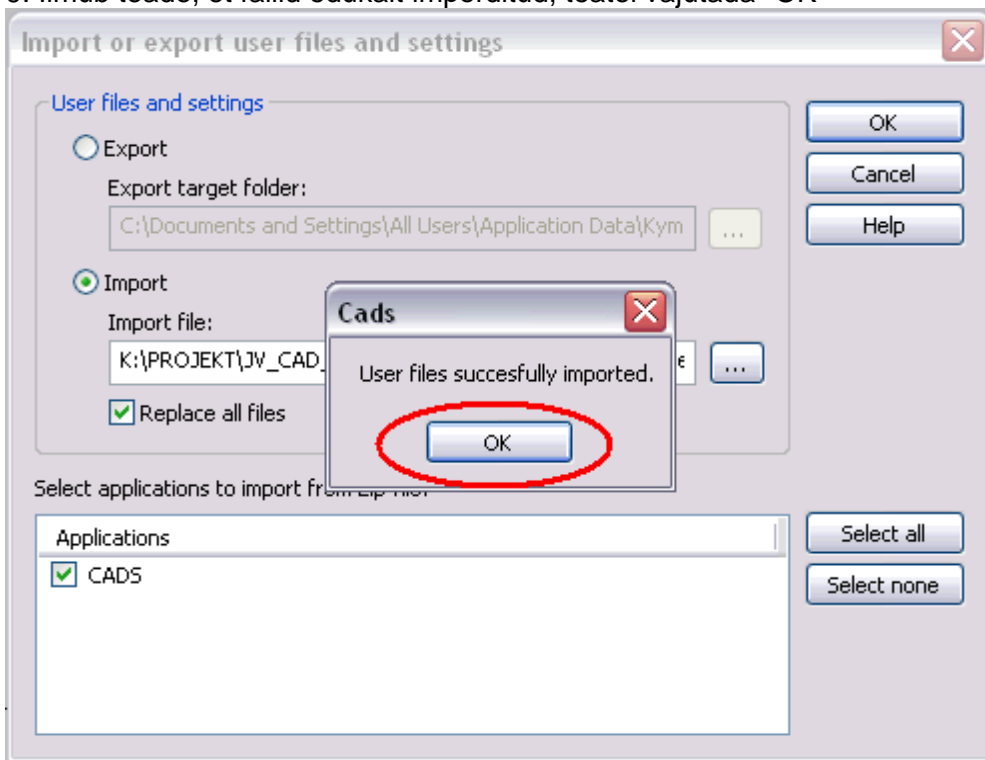 Import or export user files and settings
User files and settings
Export
OK
Export target folder:
Cancel
C:\Documents and Settings\All Users\Application Data\Kym
...
Help
Import
Import file:
Cads
K:\PROJEKT\JV_CAD_
...
User files succesfully imported.
Replace all files
OK
Select applications to import
Applications
Select all
CADS
Select none